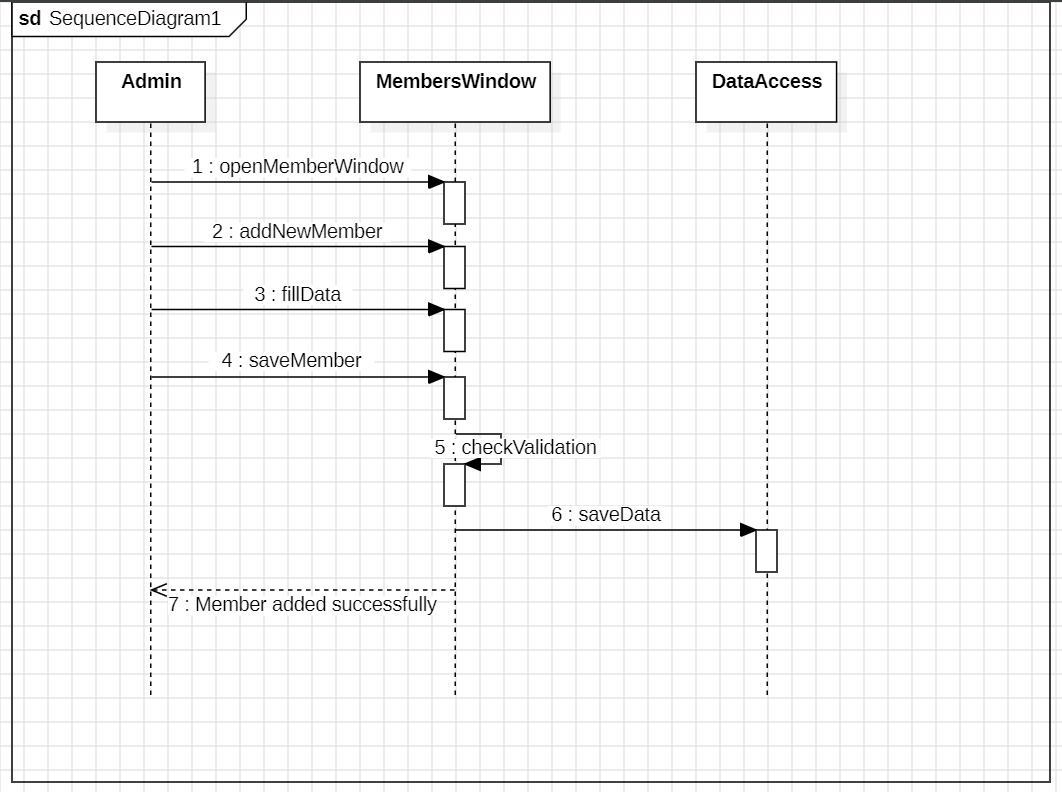 sd SequenceDiagram1
Admin
MembersWindow
DataAccess
1 : openMemberWindow
2 : addNewMember
3 : fillData
4 : saveMember
5 : checkValidation
6 : saveData
7 : Member added successfully